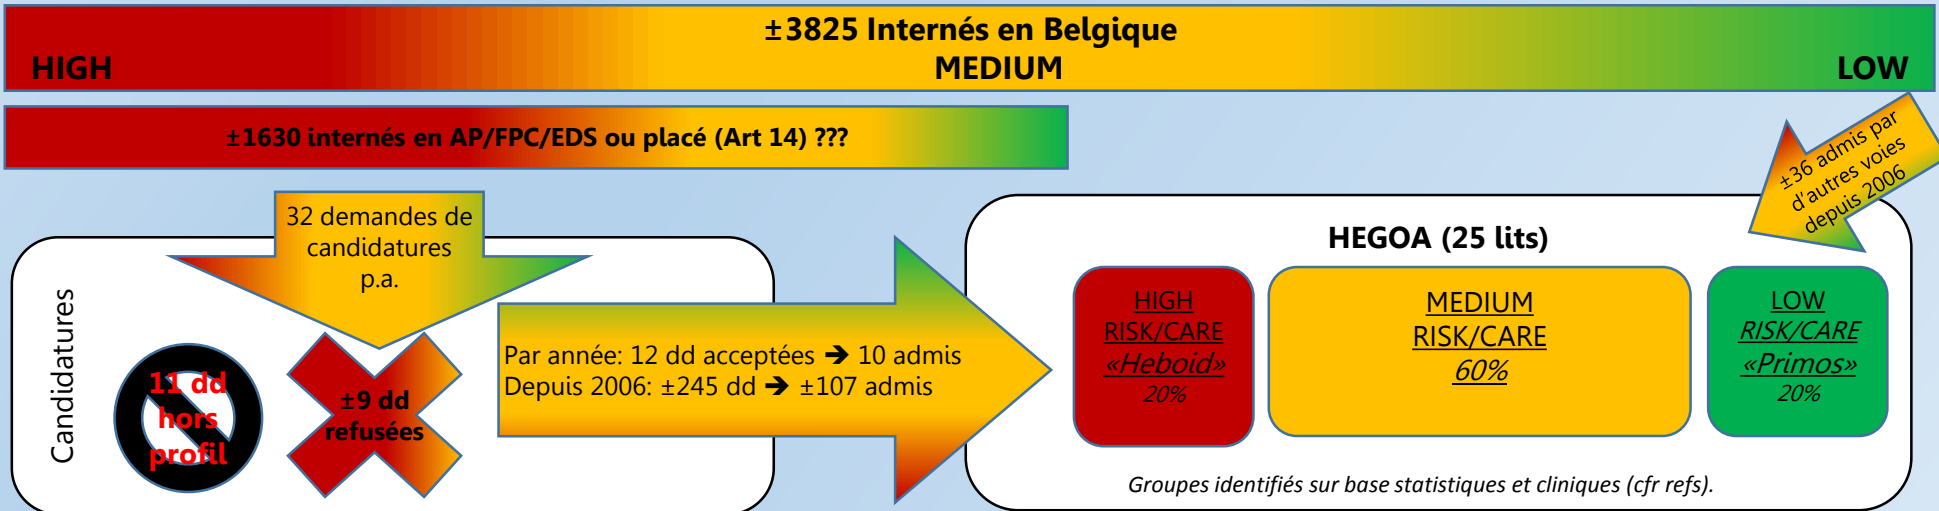 ±3825 Internés en Belgique
HIGH
MEDIUM
LOW
±1630 internés en AP/FPC/EDS ou placé (Art 14) ???
±36 admis par
d'autres voies
depuis 2006
32 demandes de
candidatures
p.a.
Candidatures
11 dd
hors
profil
±9 dd
refusées
Par année: 12 dd acceptées ➔ 10 admis
Depuis 2006: ±245 dd ➔ ±107 admis
HEGOA (25 lits)
HIGH
RISK/CARE
«Heboid»
20%
MEDIUM
RISK/CARE
60%
LOW
RISK/CARE
«Primos»
20%
Groupes identifiés sur base statistiques et cliniques (cfr refs).